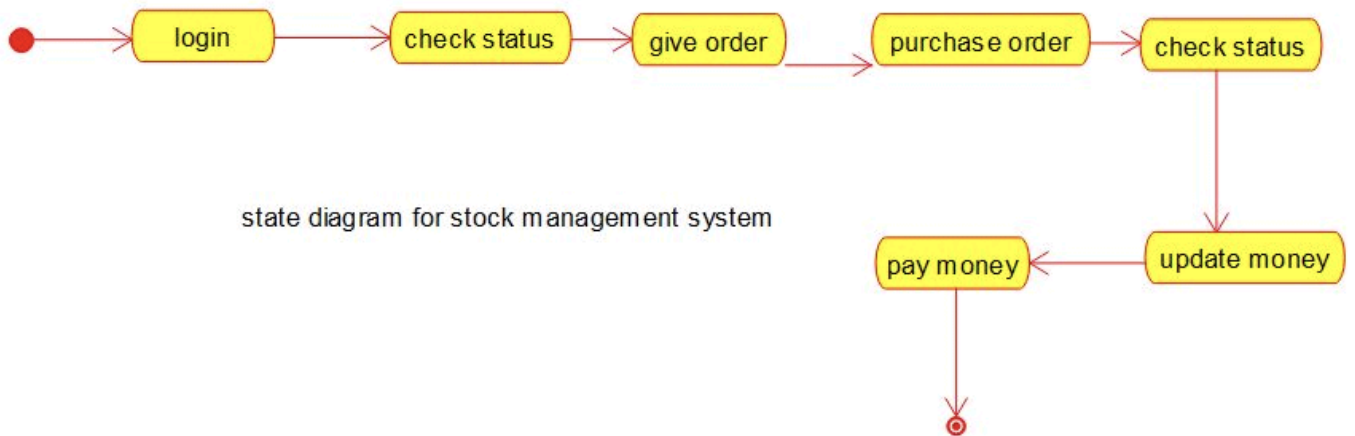 login
check status
give order
purchase order
check status
state diagram for stock management system
pay money
update money